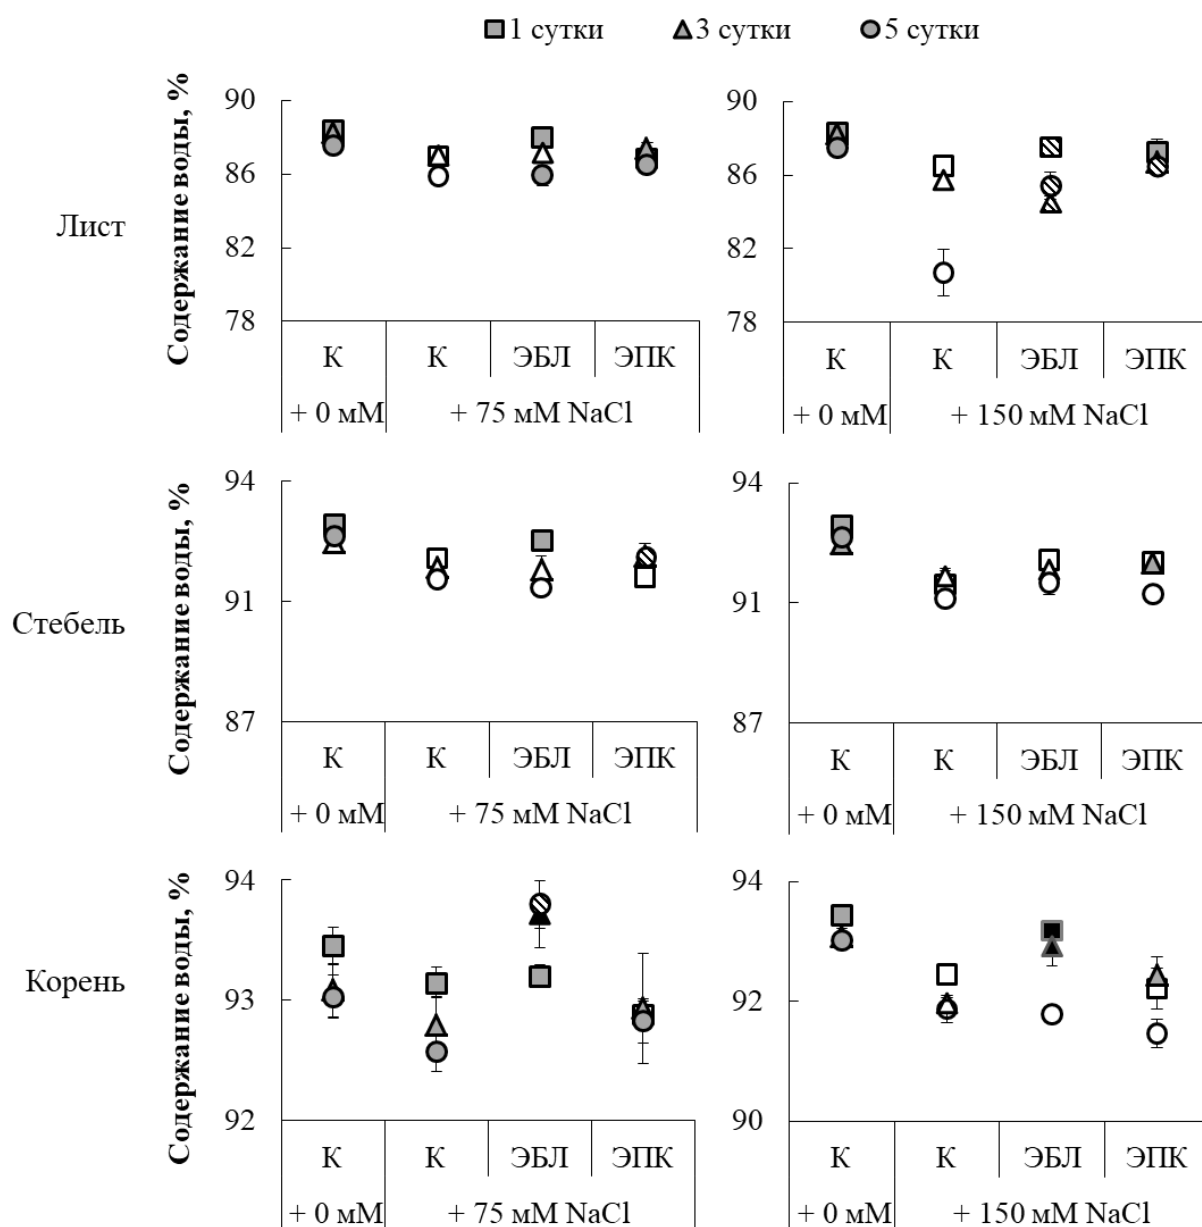 1 сутки 3 сутки 5 сутки
Лист
Содержание воды, %
90
86
82
78
К К ЭБЛ ЭПК
+ 0 мМ + 75 мМ NaCl
90
86
82
78
К К ЭБЛ ЭПК
+ 0 мМ + 150 мМ NaCl
Стебель
Содержание воды, %
94
91
87
К К ЭБЛ ЭПК
+ 0 мМ + 75 мМ NaCl
94
91
87
К К ЭБЛ ЭПК
+ 0 мМ + 150 мМ NaCl
Корень
Содержание воды, %
94
93
92
К К ЭБЛ ЭПК
+ 0 мМ + 75 мМ NaCl
94
92
90
К К ЭБЛ ЭПК
+ 0 мМ + 150 мМ NaCl